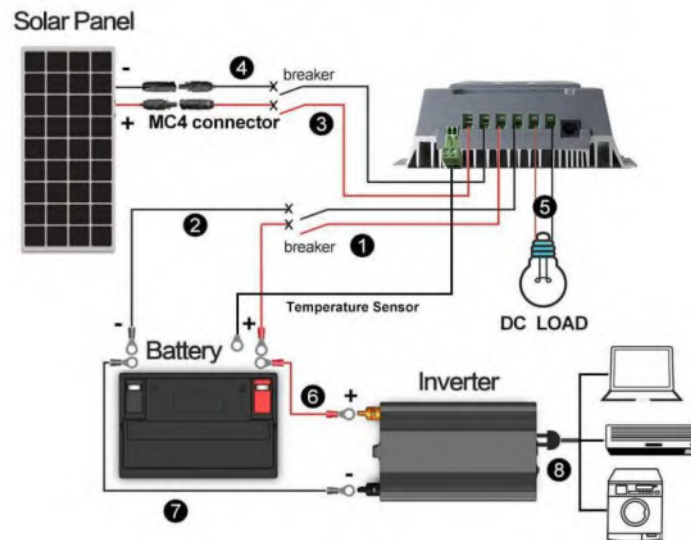 Solar Panel
-
4
breaker
+
MC4 connector
3
2
1
breaker
5
Temperature Sensor
DC LOAD
-
+
Battery
Inverter
6
+
8
-
7